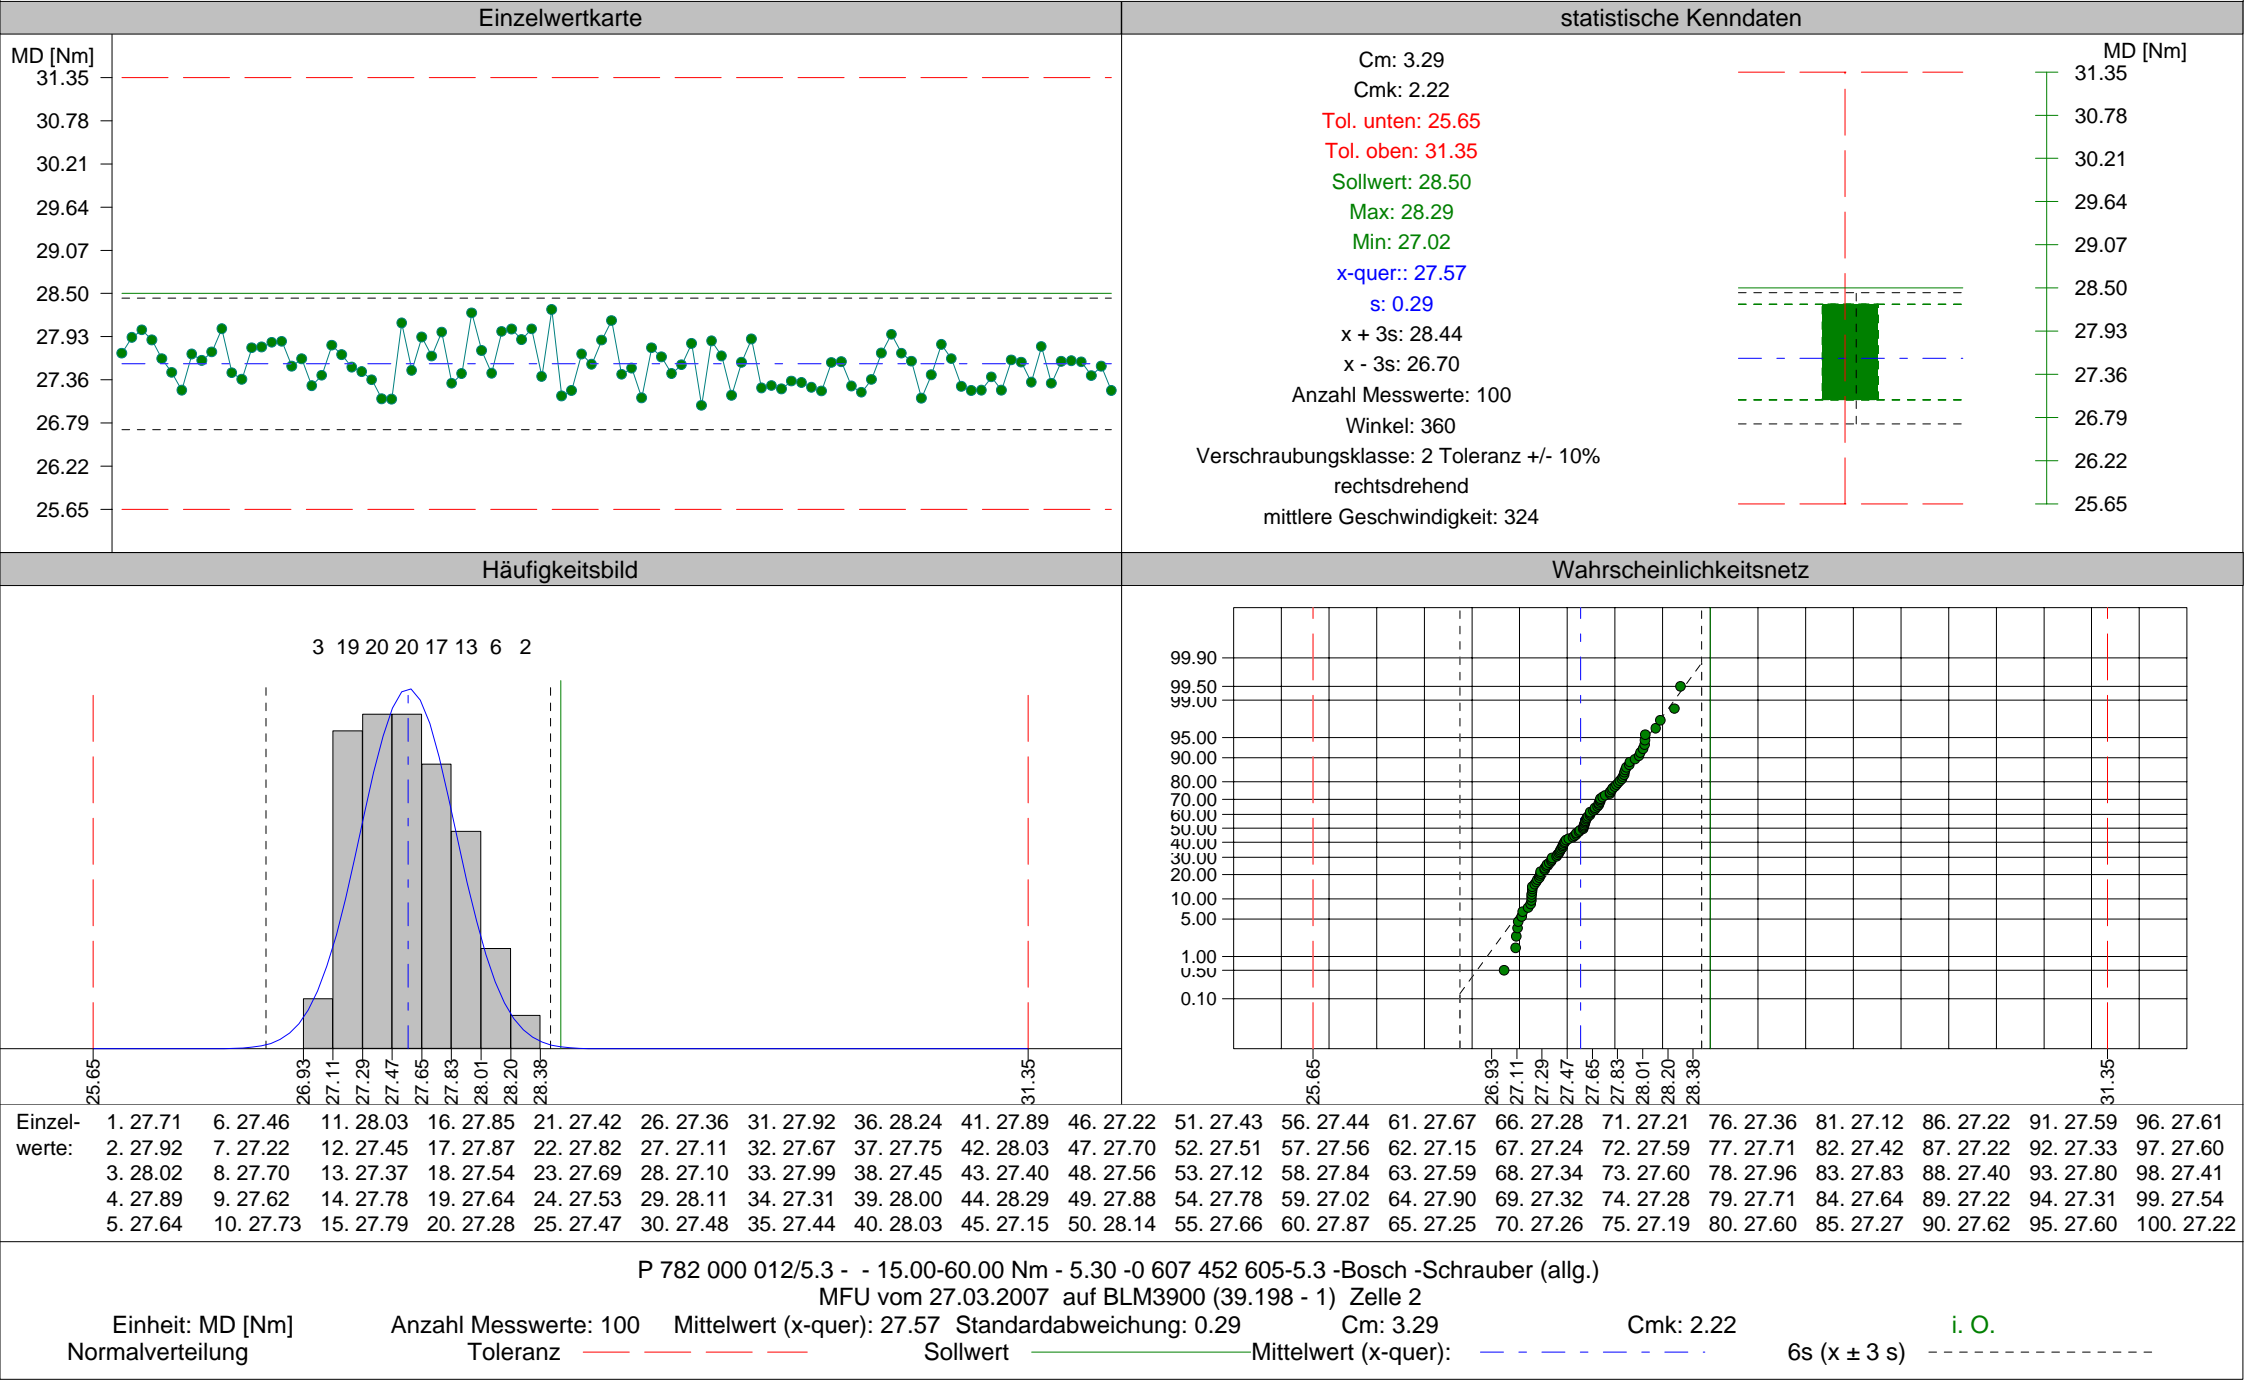 Einzelwertkarte
statistische Kenndaten
MD [Nm]
31.35
30.78
30.21
29.64
29.07
28.50
27.93
27.36
26.79
26.22
25.65
Cm: 3.29
Cmk: 2.22
Tol. unten: 25.65
Tol. oben: 31.35
Sollwert: 28.50
Max: 28.29
Min: 27.02
x-quer:: 27.57
s: 0.29
x + 3s: 28.44
x - 3s: 26.70
Anzahl Messwerte: 100
Winkel: 360
Verschraubungsklasse: 2 Toleranz +/- 10%
rechtsdrehend
mittlere Geschwindigkeit: 324
MD [Nm]
31.35
30.78
30.21
29.64
29.07
28.50
27.93
27.36
26.79
26.22
25.65
Häufigkeitsbild
Wahrscheinlichkeitsnetz
3 19 20 20 17 13 6 2
25.65 26.93 27.11 27.29 27.47 27.65 27.83 28.01 28.20 28.38 31.35
99.90
99.50
99.00
95.00
90.00
80.00
70.00
60.00
50.00
40.00
30.00
20.00
10.00
5.00
1.00
0.50
0.10
25.65 26.93 27.11 27.29 27.47 27.65 27.83 28.01 28.20 28.38 31.35
Einzel- 1. 27.71 6. 27.46 11. 28.03 16. 27.85 21. 27.42 26. 27.36 31. 27.92 36. 28.24 41. 27.89 46. 27.22 51. 27.43 56. 27.44 61. 27.67 66. 27.28 71. 27.21 76. 27.36 81. 27.12 86. 27.22 91. 27.59 96. 27.61
werte: 2. 27.92 7. 27.22 12. 27.45 17. 27.87 22. 27.82 27. 27.11 32. 27.67 37. 27.75 42. 28.03 47. 27.70 52. 27.51 57. 27.56 62. 27.15 67. 27.24 72. 27.59 77. 27.71 82. 27.42 87. 27.22 92. 27.33 97. 27.60
3. 28.02 8. 27.70 13. 27.37 18. 27.54 23. 27.69 28. 27.10 33. 27.99 38. 27.45 43. 27.40 48. 27.56 53. 27.12 58. 27.84 63. 27.59 68. 27.34 73. 27.60 78. 27.96 83. 27.83 88. 27.40 93. 27.80 98. 27.41
4. 27.89 9. 27.62 14. 27.78 19. 27.64 24. 27.53 29. 28.11 34. 27.31 39. 28.00 44. 28.29 49. 27.88 54. 27.78 59. 27.02 64. 27.90 69. 27.32 74. 27.28 79. 27.71 84. 27.64 89. 27.22 94. 27.31 99. 27.54
5. 27.64 10. 27.73 15. 27.79 20. 27.28 25. 27.47 30. 27.48 35. 27.44 40. 28.03 45. 27.15 50. 28.14 55. 27.66 60. 27.87 65. 27.25 70. 27.26 75. 27.19 80. 27.60 85. 27.27 90. 27.62 95. 27.60 100. 27.22
P 782 000 012/5.3 - - 15.00-60.00 Nm - 5.30 -0 607 452 605-5.3 -Bosch -Schrauber (allg.)
MFU vom 27.03.2007 auf BLM3900 (39.198 - 1) Zelle 2
Einheit: MD [Nm] Anzahl Messwerte: 100 Mittelwert (x-quer): 27.57 Standardabweichung: 0.29 Cm: 3.29 Cmk: 2.22 i. O.
Normalverteilung Toleranz Sollwert Mittelwert (x-quer): 6s (x ± 3 s)